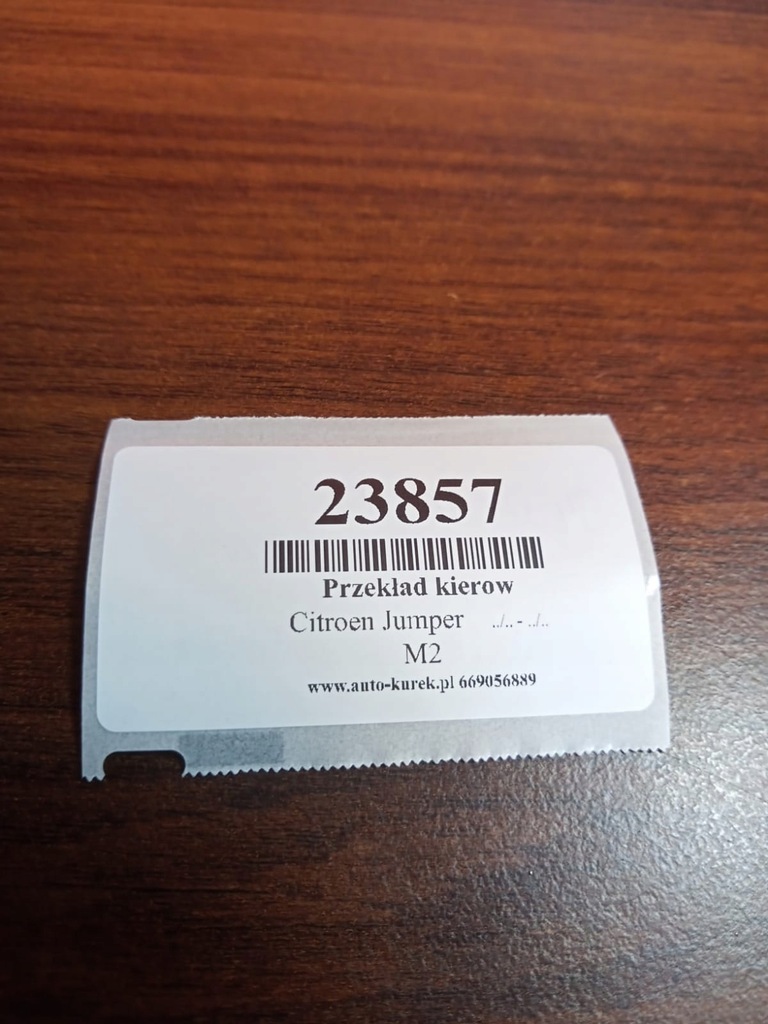 23857
Przekład kierow
Citroen Jumper ../.. - ../..
M2
www.auto-kurek.pl 669056889